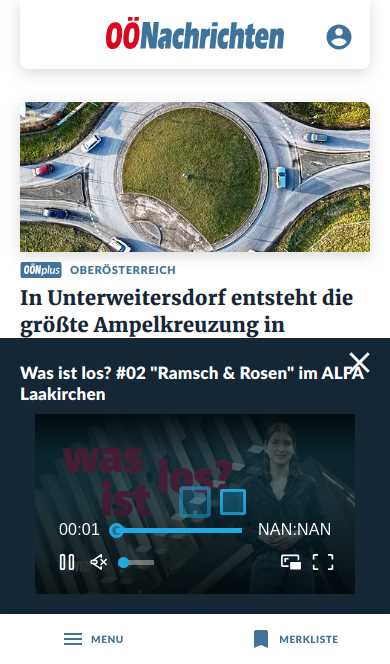 OÖNachrichten
OÖNplus OBERÖSTERREICH
In Unterweitersdorf entsteht die
größte Ampelkreuzung in
Was ist los? #02 "Ramsch & Rosen" im ALFA
Laakirchen
was
ist los?
00:01 NAN:NAN
MENU MERKLISTE